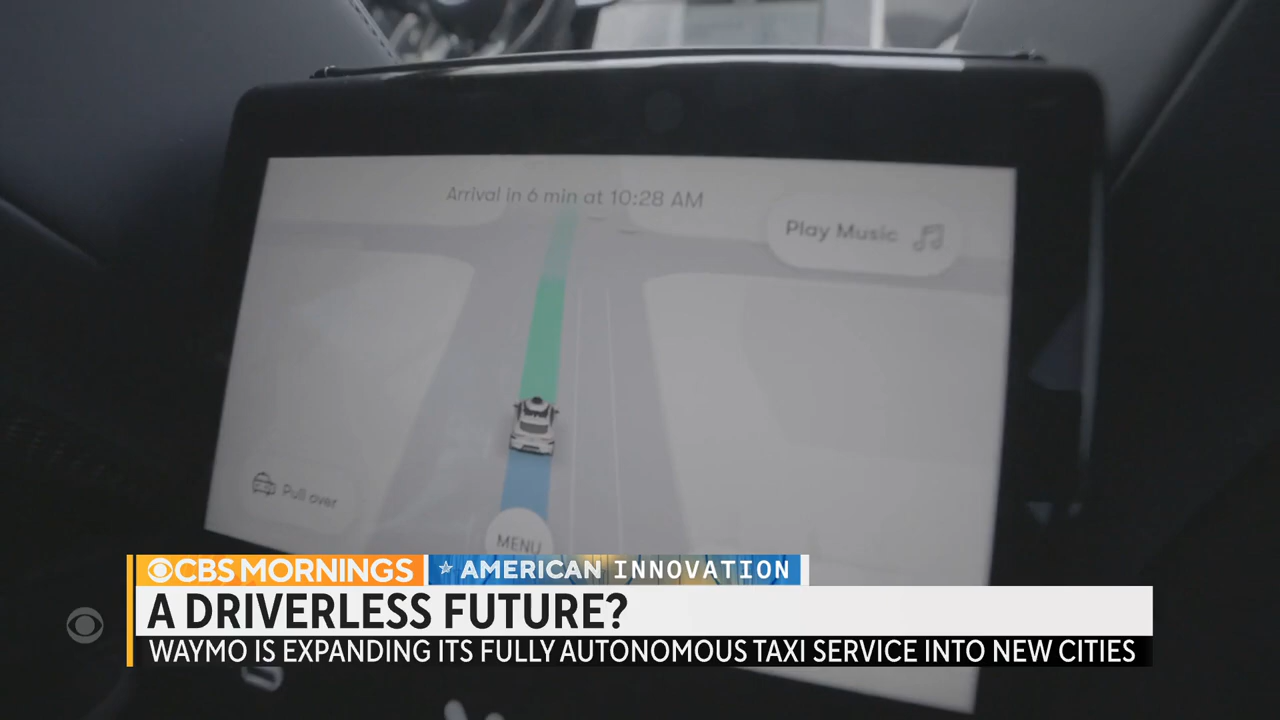 Arrival in 6 min at 10:28 AM
Play Music
Pull over
MENU
CBS MORNINGS
AMERICAN INNOVATION
A DRIVERLESS FUTURE?
WAYMO IS EXPANDING ITS FULLY AUTONOMOUS TAXI SERVICE INTO NEW CITIES